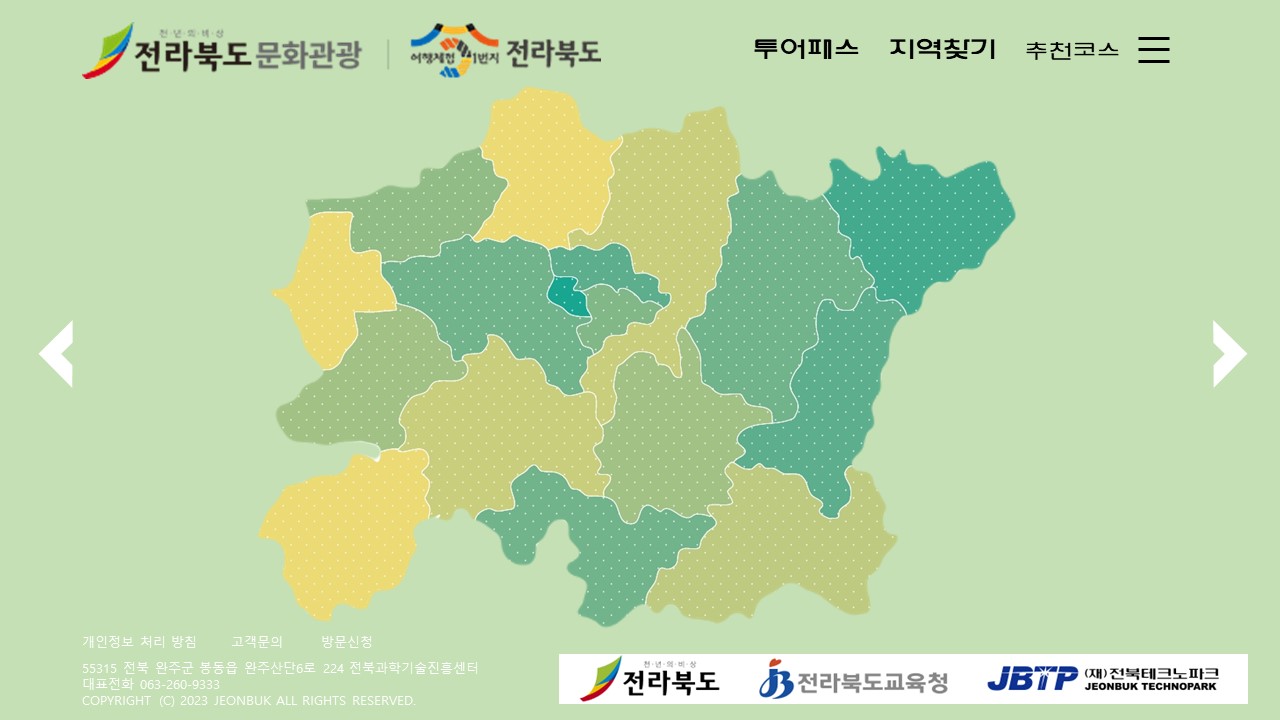 천·년·의·비·상
전라북도 문화관광
여행체험 1번지 전라북도
투어패스 지역찾기 추천코스
개인정보 처리 방침 고객문의 방문신청
55315 전북 완주군 봉동읍 완주산단6로 224 전북과학기술진흥센터
대표전화 063-260-9333
COPYRIGHT (C) 2023 JEONBUK ALL RIGHTS RESERVED.
천·년·의·비·상
전라북도
전라북도교육청
JBTP (재)전북테크노파크
JEONBUK TECHNOPARK